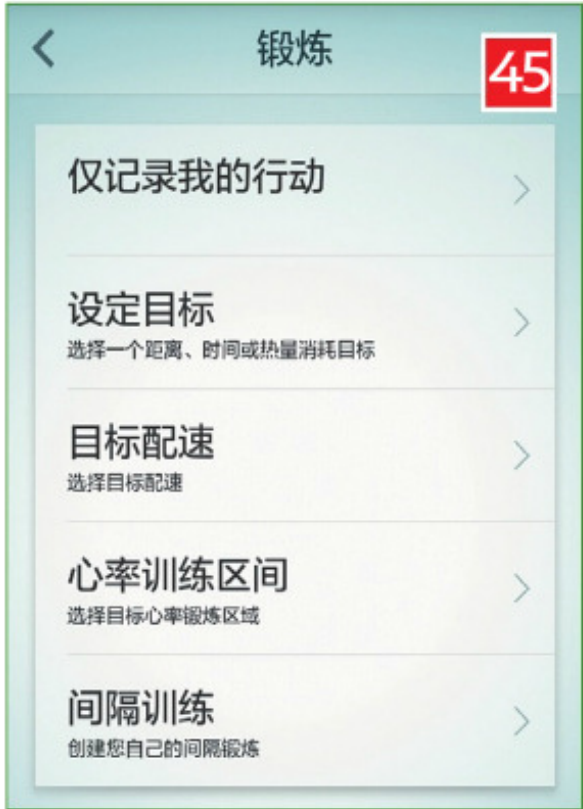 锻炼
45
仅记录我的行动
设定目标
选择一个距离、时间或热量消耗目标
目标配速
选择目标配速
心率训练区间
选择目标心率锻炼区域
间隔训练
创建您自己的间隔锻炼